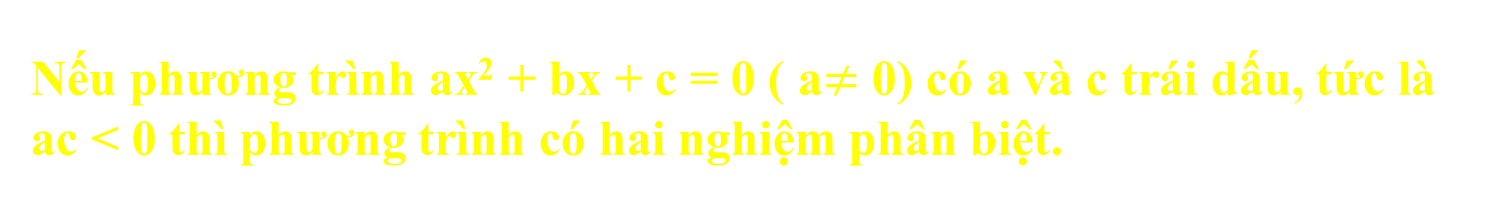 Nếu phương trình ax² + bx + c = 0 ( a≠ 0) có a và c trái dấu, tức là
ac < 0 thì phương trình có hai nghiệm phân biệt.